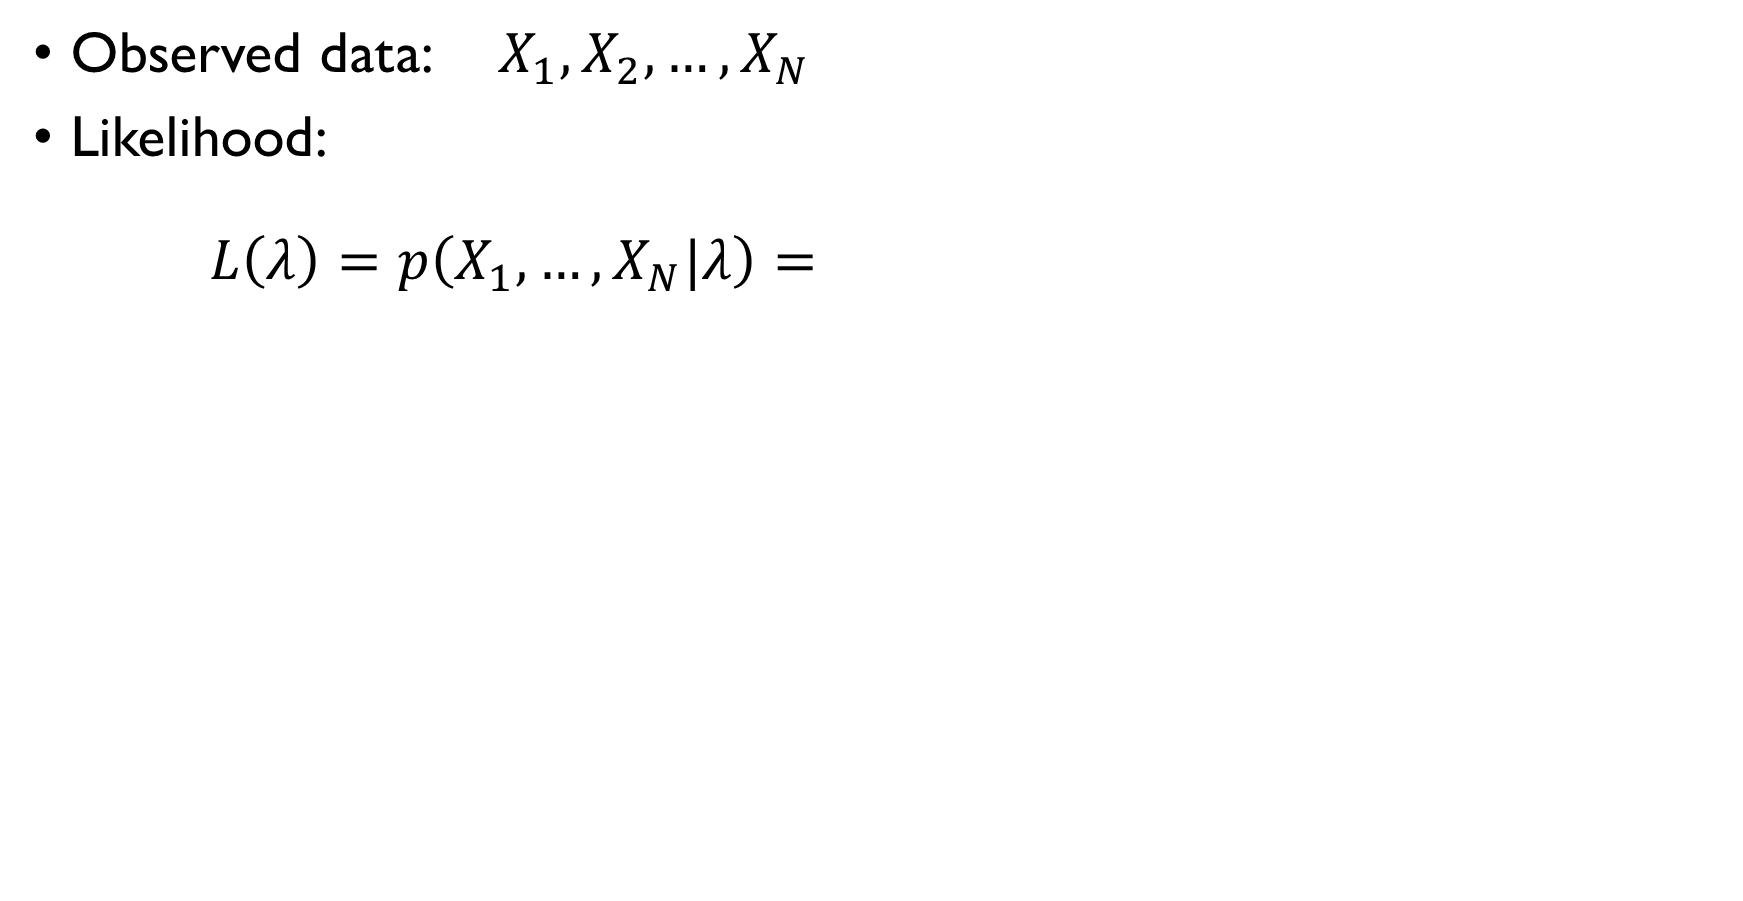 • Observed data: X₁, X₂, … , X_N
• Likelihood:
L(λ) = p(X₁, … , X_N|λ) =